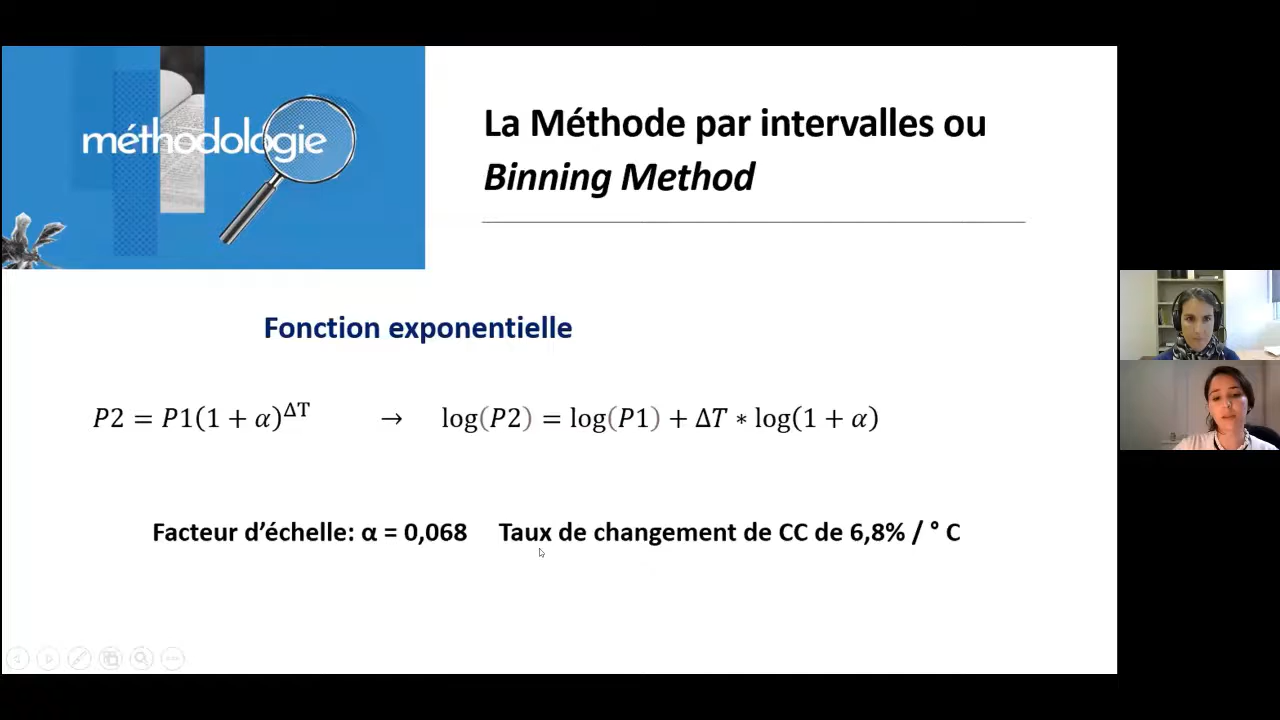 méthodologie
La Méthode par intervalles ou
Binning Method
Fonction exponentielle
P2 = P1(1 + α)^ΔT → log(P2) = log(P1) + ΔT ∗ log(1 + α)
Facteur d’échelle: α = 0,068 Taux de changement de CC de 6,8% / ° C